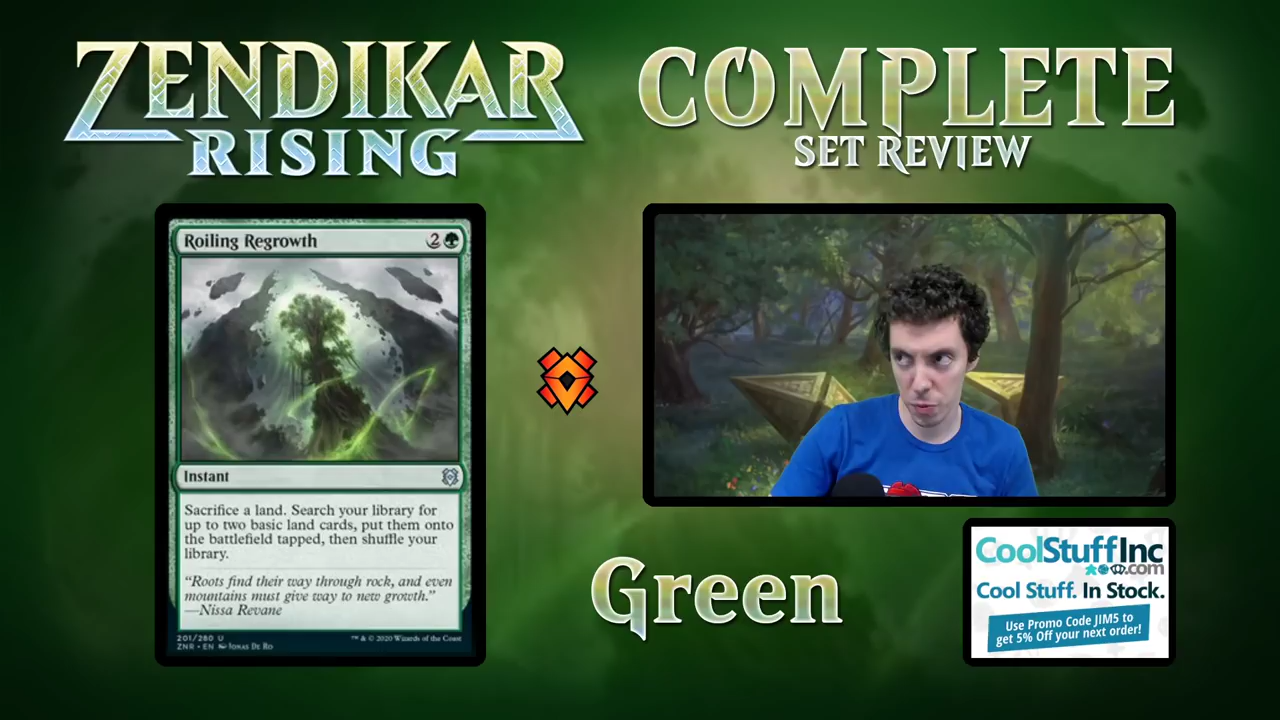 ZENDIKAR
RISING
COMPLETE
SET REVIEW
Roiling Regrowth 2
Instant
Sacrifice a land. Search your library for
up to two basic land cards, put them onto
the battlefield tapped, then shuffle your
library.
“Roots find their way through rock, and even
mountains must give way to new growth.”
—Nissa Revane
201/280 U
ZNR • EN Jonas De Ro
™ & © 2020 Wizards of the Coast
Green
CoolStuffInc
.com
Cool Stuff. In Stock.
Use Promo Code JIM5 to
get 5% Off your next order!